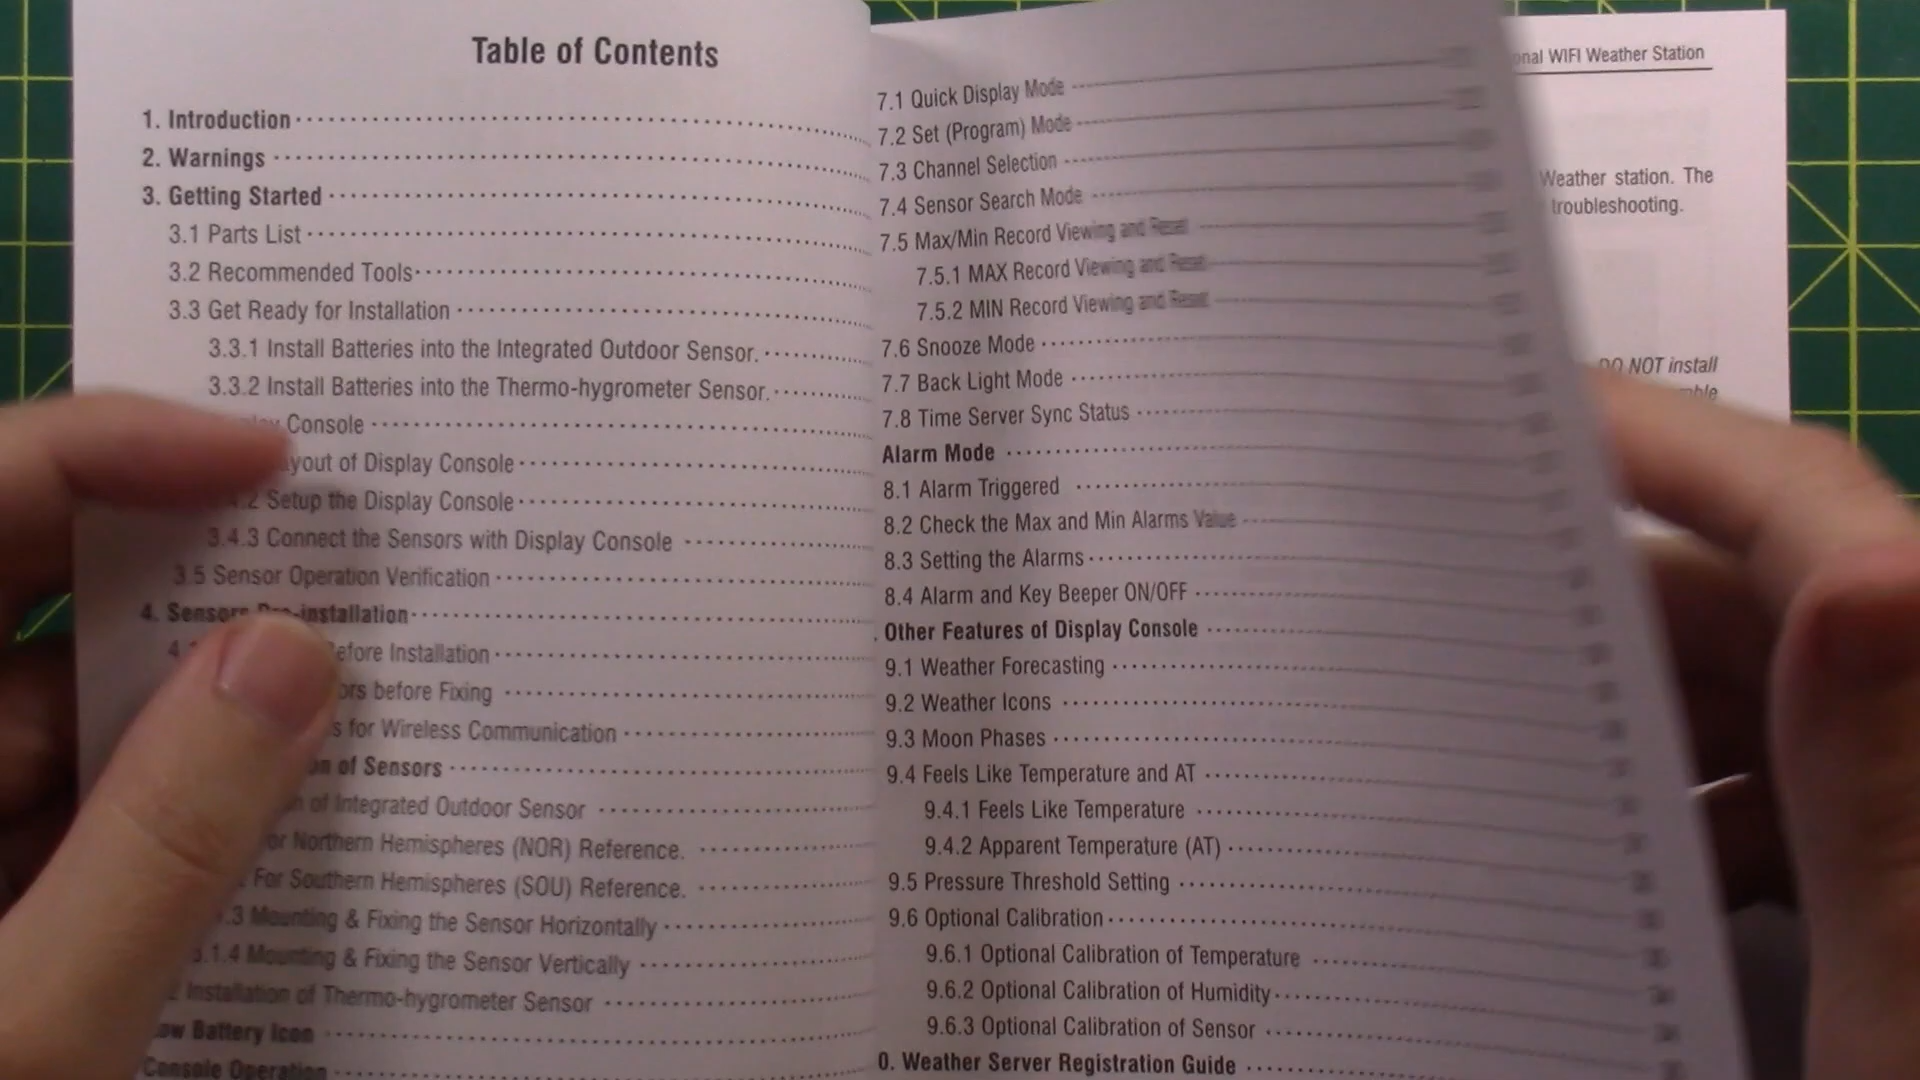 Table of Contents
1. Introduction
2. Warnings
3. Getting Started
3.1 Parts List
3.2 Recommended Tools
3.3 Get Ready for Installation
3.3.1 Install Batteries into the Integrated Outdoor Sensor.
3.3.2 Install Batteries into the Thermo-hygrometer Sensor.
Console
yout of Display Console
.2 Setup the Display Console
3.4.3 Connect the Sensors with Display Console
3.5 Sensor Operation Verification
4. Sensors Pre-installation
4.
efore Installation
ors before Fixing
s for Wireless Communication
on of Sensors
of Integrated Outdoor Sensor
or Northern Hemispheres (NOR) Reference.
For Southern Hemispheres (SOU) Reference.
.3 Mounting & Fixing the Sensor Horizontally
.1.4 Mounting & Fixing the Sensor Vertically
Installation of Thermo-hygrometer Sensor
ow Battery Icon
Console Operation
7.1 Quick Display Mode
7.2 Set (Program) Mode
7.3 Channel Selection
7.4 Sensor Search Mode
7.5 Max/Min Record Viewing and Reset
7.5.1 MAX Record Viewing and Reset
7.5.2 MIN Record Viewing and Reset
7.6 Snooze Mode
7.7 Back Light Mode
7.8 Time Server Sync Status
Alarm Mode
8.1 Alarm Triggered
8.2 Check the Max and Min Alarms Value
8.3 Setting the Alarms
8.4 Alarm and Key Beeper ON/OFF
. Other Features of Display Console
9.1 Weather Forecasting
9.2 Weather Icons
9.3 Moon Phases
9.4 Feels Like Temperature and AT
9.4.1 Feels Like Temperature
9.4.2 Apparent Temperature (AT)
9.5 Pressure Threshold Setting
9.6 Optional Calibration
9.6.1 Optional Calibration of Temperature
9.6.2 Optional Calibration of Humidity
9.6.3 Optional Calibration of Sensor
0. Weather Server Registration Guide
onal WIFI Weather Station
Weather station. The
troubleshooting.
DO NOT install